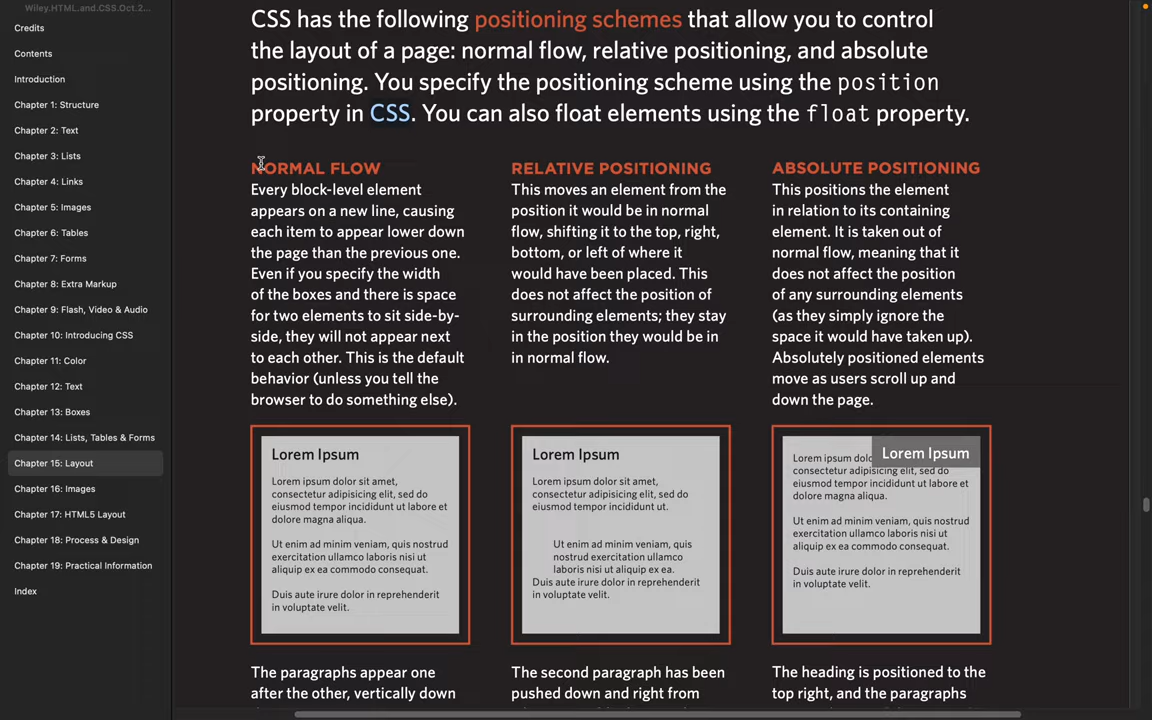 Wiley.HTML.and.CSS.Oct.2...
Credits
Contents
Introduction
Chapter 1: Structure
Chapter 2: Text
Chapter 3: Lists
Chapter 4: Links
Chapter 5: Images
Chapter 6: Tables
Chapter 7: Forms
Chapter 8: Extra Markup
Chapter 9: Flash, Video & Audio
Chapter 10: Introducing CSS
Chapter 11: Color
Chapter 12: Text
Chapter 13: Boxes
Chapter 14: Lists, Tables & Forms
Chapter 15: Layout
Chapter 16: Images
Chapter 17: HTML5 Layout
Chapter 18: Process & Design
Chapter 19: Practical Information
Index
CSS has the following positioning schemes that allow you to control
the layout of a page: normal flow, relative positioning, and absolute
positioning. You specify the positioning scheme using the position
property in CSS. You can also float elements using the float property.
NORMAL FLOW
Every block-level element
appears on a new line, causing
each item to appear lower down
the page than the previous one.
Even if you specify the width
of the boxes and there is space
for two elements to sit side-by-
side, they will not appear next
to each other. This is the default
behavior (unless you tell the
browser to do something else).
Lorem Ipsum
Lorem ipsum dolor sit amet,
consectetur adipisicing elit, sed do
eiusmod tempor incididunt ut labore et
dolore magna aliqua.
Ut enim ad minim veniam, quis nostrud
exercitation ullamco laboris nisi ut
aliquip ex ea commodo consequat.
Duis aute irure dolor in reprehenderit
in voluptate velit.
The paragraphs appear one
after the other, vertically down
RELATIVE POSITIONING
This moves an element from the
position it would be in normal
flow, shifting it to the top, right,
bottom, or left of where it
would have been placed. This
does not affect the position of
surrounding elements; they stay
in the position they would be in
in normal flow.
Lorem Ipsum
Lorem ipsum dolor sit amet,
consectetur adipisicing elit, sed do
eiusmod tempor incididunt ut.
Ut enim ad minim veniam, quis
nostrud exercitation ullamco
laboris nisi ut aliquip ex ea.
Duis aute irure dolor in reprehenderit
in voluptate velit.
The second paragraph has been
pushed down and right from
ABSOLUTE POSITIONING
This positions the element
in relation to its containing
element. It is taken out of
normal flow, meaning that it
does not affect the position
of any surrounding elements
(as they simply ignore the
space it would have taken up).
Absolutely positioned elements
move as users scroll up and
down the page.
Lorem Ipsum
Lorem ipsum
consectetur adipisicing elit, sed do
eiusmod tempor incididunt ut labore et
dolore magna aliqua.
Ut enim ad minim veniam, quis nostrud
exercitation ullamco laboris nisi ut
aliquip ex ea commodo consequat.
Duis aute irure dolor in reprehenderit
in voluptate velit.
The heading is positioned to the
top right, and the paragraphs